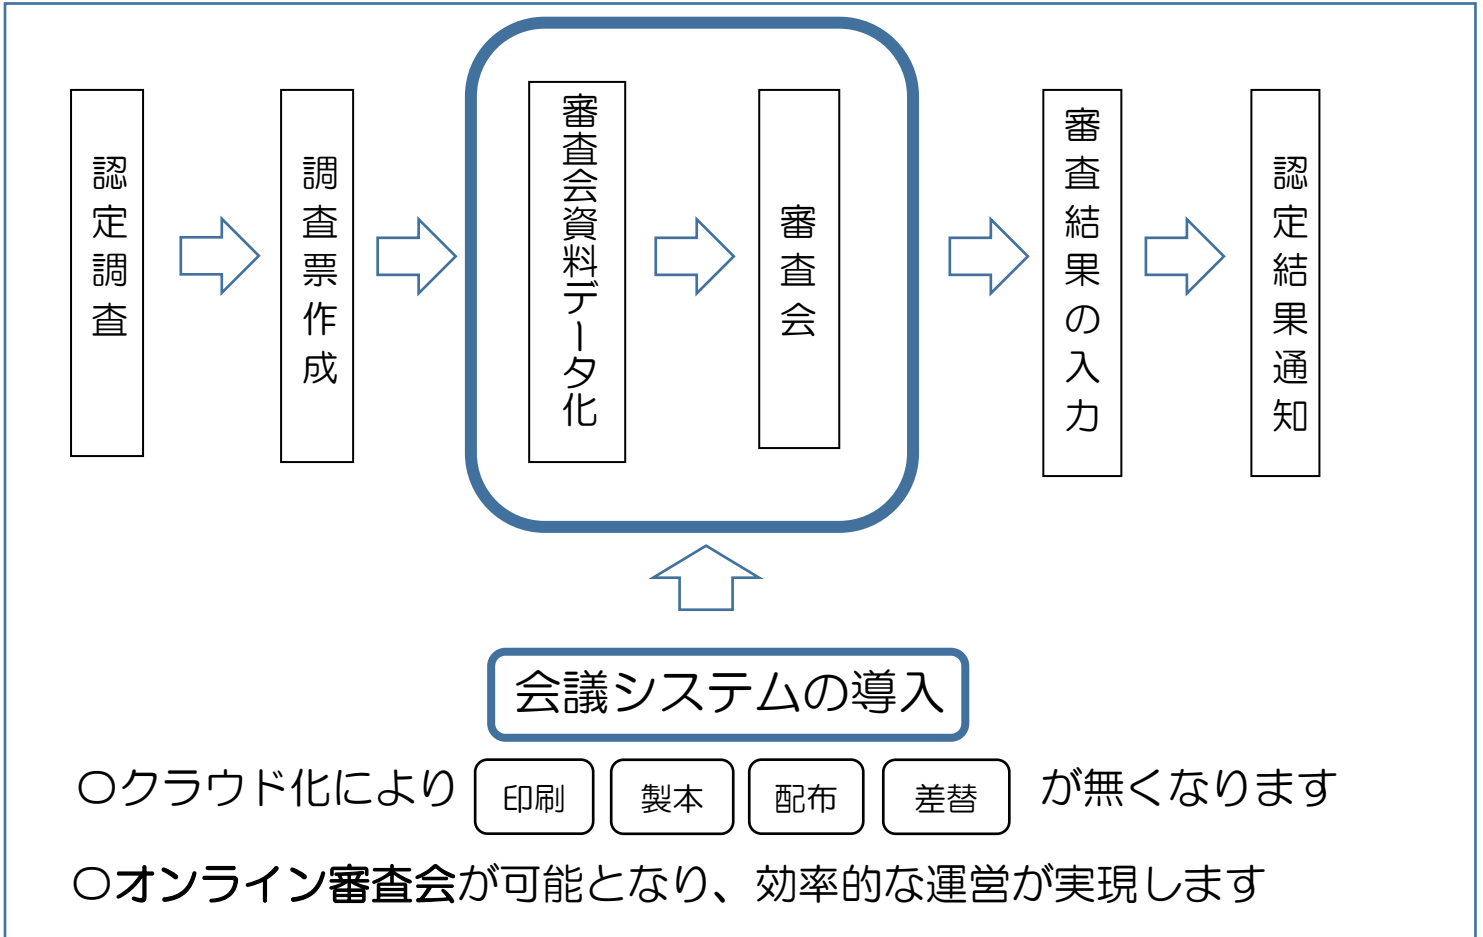 認定調査
調査票作成
審査会資料データ化
審査会
審査結果の入力
認定結果通知
会議システムの導入
〇クラウド化により 印刷 製本 配布 差替 が無くなります
〇オンライン審査会が可能となり、効率的な運営が実現します